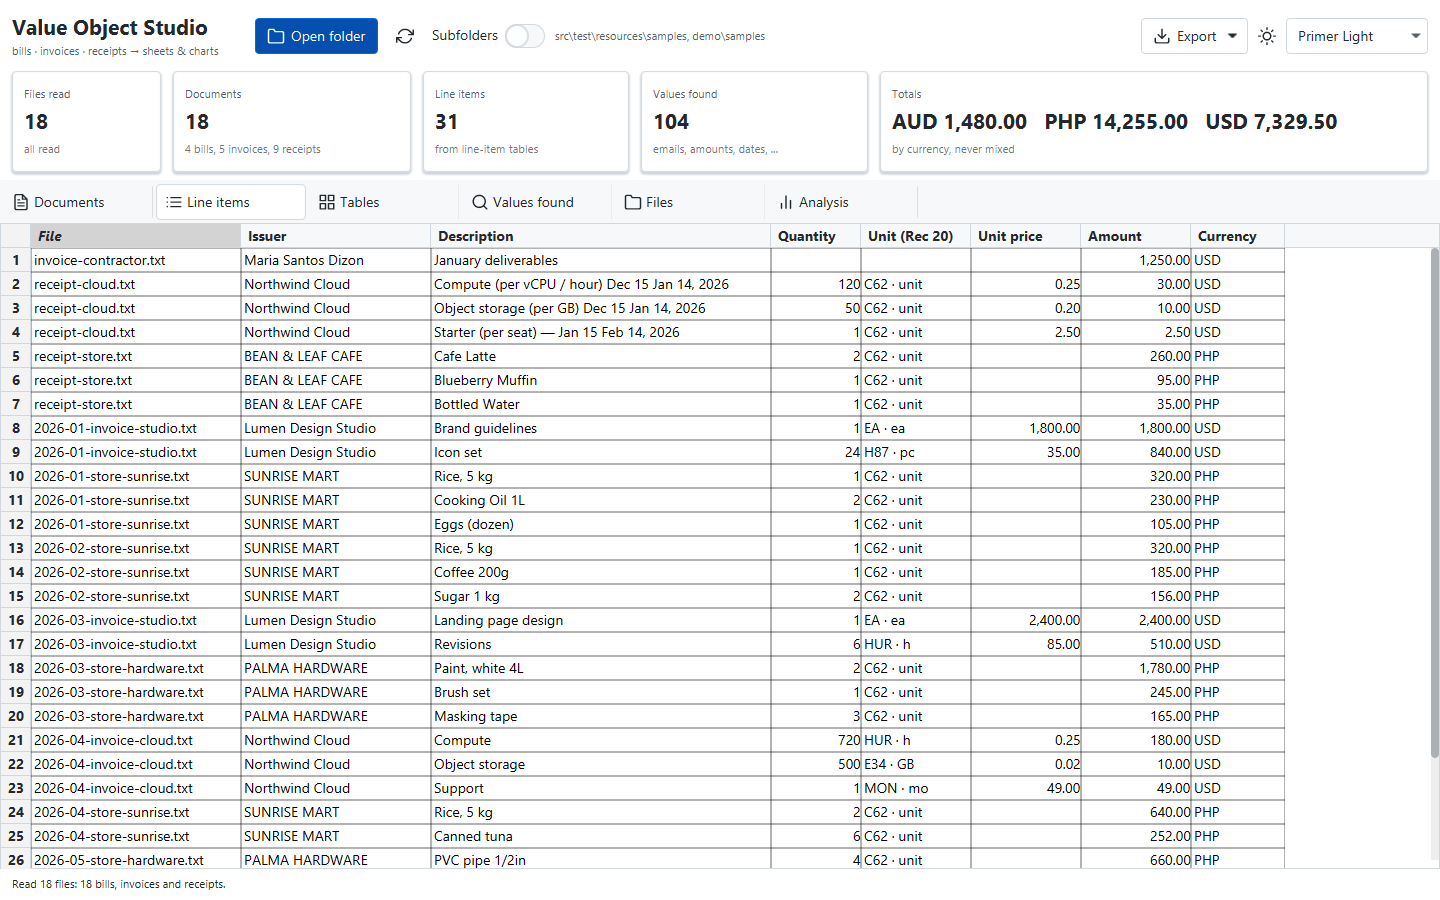 Value Object Studio
bills · invoices · receipts → sheets & charts
Open folder
Subfolders
src\test\resources\samples, demo\samples
Export
Primer Light
Files read
18
all read
Documents
18
4 bills, 5 invoices, 9 receipts
Line items
31
from line-item tables
Values found
104
emails, amounts, dates, ...
Totals
AUD 1,480.00 PHP 14,255.00 USD 7,329.50
by currency, never mixed
Documents Line items Tables Values found Files Analysis
File Issuer Description Quantity Unit (Rec 20) Unit price Amount Currency
1 invoice-contractor.txt Maria Santos Dizon January deliverables 1,250.00 USD
2 receipt-cloud.txt Northwind Cloud Compute (per vCPU / hour) Dec 15 Jan 14, 2026 120 C62 · unit 0.25 30.00 USD
3 receipt-cloud.txt Northwind Cloud Object storage (per GB) Dec 15 Jan 14, 2026 50 C62 · unit 0.20 10.00 USD
4 receipt-cloud.txt Northwind Cloud Starter (per seat) — Jan 15 Feb 14, 2026 1 C62 · unit 2.50 2.50 USD
5 receipt-store.txt BEAN & LEAF CAFE Cafe Latte 2 C62 · unit 260.00 PHP
6 receipt-store.txt BEAN & LEAF CAFE Blueberry Muffin 1 C62 · unit 95.00 PHP
7 receipt-store.txt BEAN & LEAF CAFE Bottled Water 1 C62 · unit 35.00 PHP
8 2026-01-invoice-studio.txt Lumen Design Studio Brand guidelines 1 EA · ea 1,800.00 1,800.00 USD
9 2026-01-invoice-studio.txt Lumen Design Studio Icon set 24 H87 · pc 35.00 840.00 USD
10 2026-01-store-sunrise.txt SUNRISE MART Rice, 5 kg 1 C62 · unit 320.00 PHP
11 2026-01-store-sunrise.txt SUNRISE MART Cooking Oil 1L 2 C62 · unit 230.00 PHP
12 2026-01-store-sunrise.txt SUNRISE MART Eggs (dozen) 1 C62 · unit 105.00 PHP
13 2026-02-store-sunrise.txt SUNRISE MART Rice, 5 kg 1 C62 · unit 320.00 PHP
14 2026-02-store-sunrise.txt SUNRISE MART Coffee 200g 1 C62 · unit 185.00 PHP
15 2026-02-store-sunrise.txt SUNRISE MART Sugar 1 kg 2 C62 · unit 156.00 PHP
16 2026-03-invoice-studio.txt Lumen Design Studio Landing page design 1 EA · ea 2,400.00 2,400.00 USD
17 2026-03-invoice-studio.txt Lumen Design Studio Revisions 6 HUR · h 85.00 510.00 USD
18 2026-03-store-hardware.txt PALMA HARDWARE Paint, white 4L 2 C62 · unit 1,780.00 PHP
19 2026-03-store-hardware.txt PALMA HARDWARE Brush set 1 C62 · unit 245.00 PHP
20 2026-03-store-hardware.txt PALMA HARDWARE Masking tape 3 C62 · unit 165.00 PHP
21 2026-04-invoice-cloud.txt Northwind Cloud Compute 720 HUR · h 0.25 180.00 USD
22 2026-04-invoice-cloud.txt Northwind Cloud Object storage 500 E34 · GB 0.02 10.00 USD
23 2026-04-invoice-cloud.txt Northwind Cloud Support 1 MON · mo 49.00 49.00 USD
24 2026-04-store-sunrise.txt SUNRISE MART Rice, 5 kg 2 C62 · unit 640.00 PHP
25 2026-04-store-sunrise.txt SUNRISE MART Canned tuna 6 C62 · unit 252.00 PHP
26 2026-05-store-hardware.txt PALMA HARDWARE PVC pipe 1/2in 4 C62 · unit 660.00 PHP
Read 18 files: 18 bills, invoices and receipts.